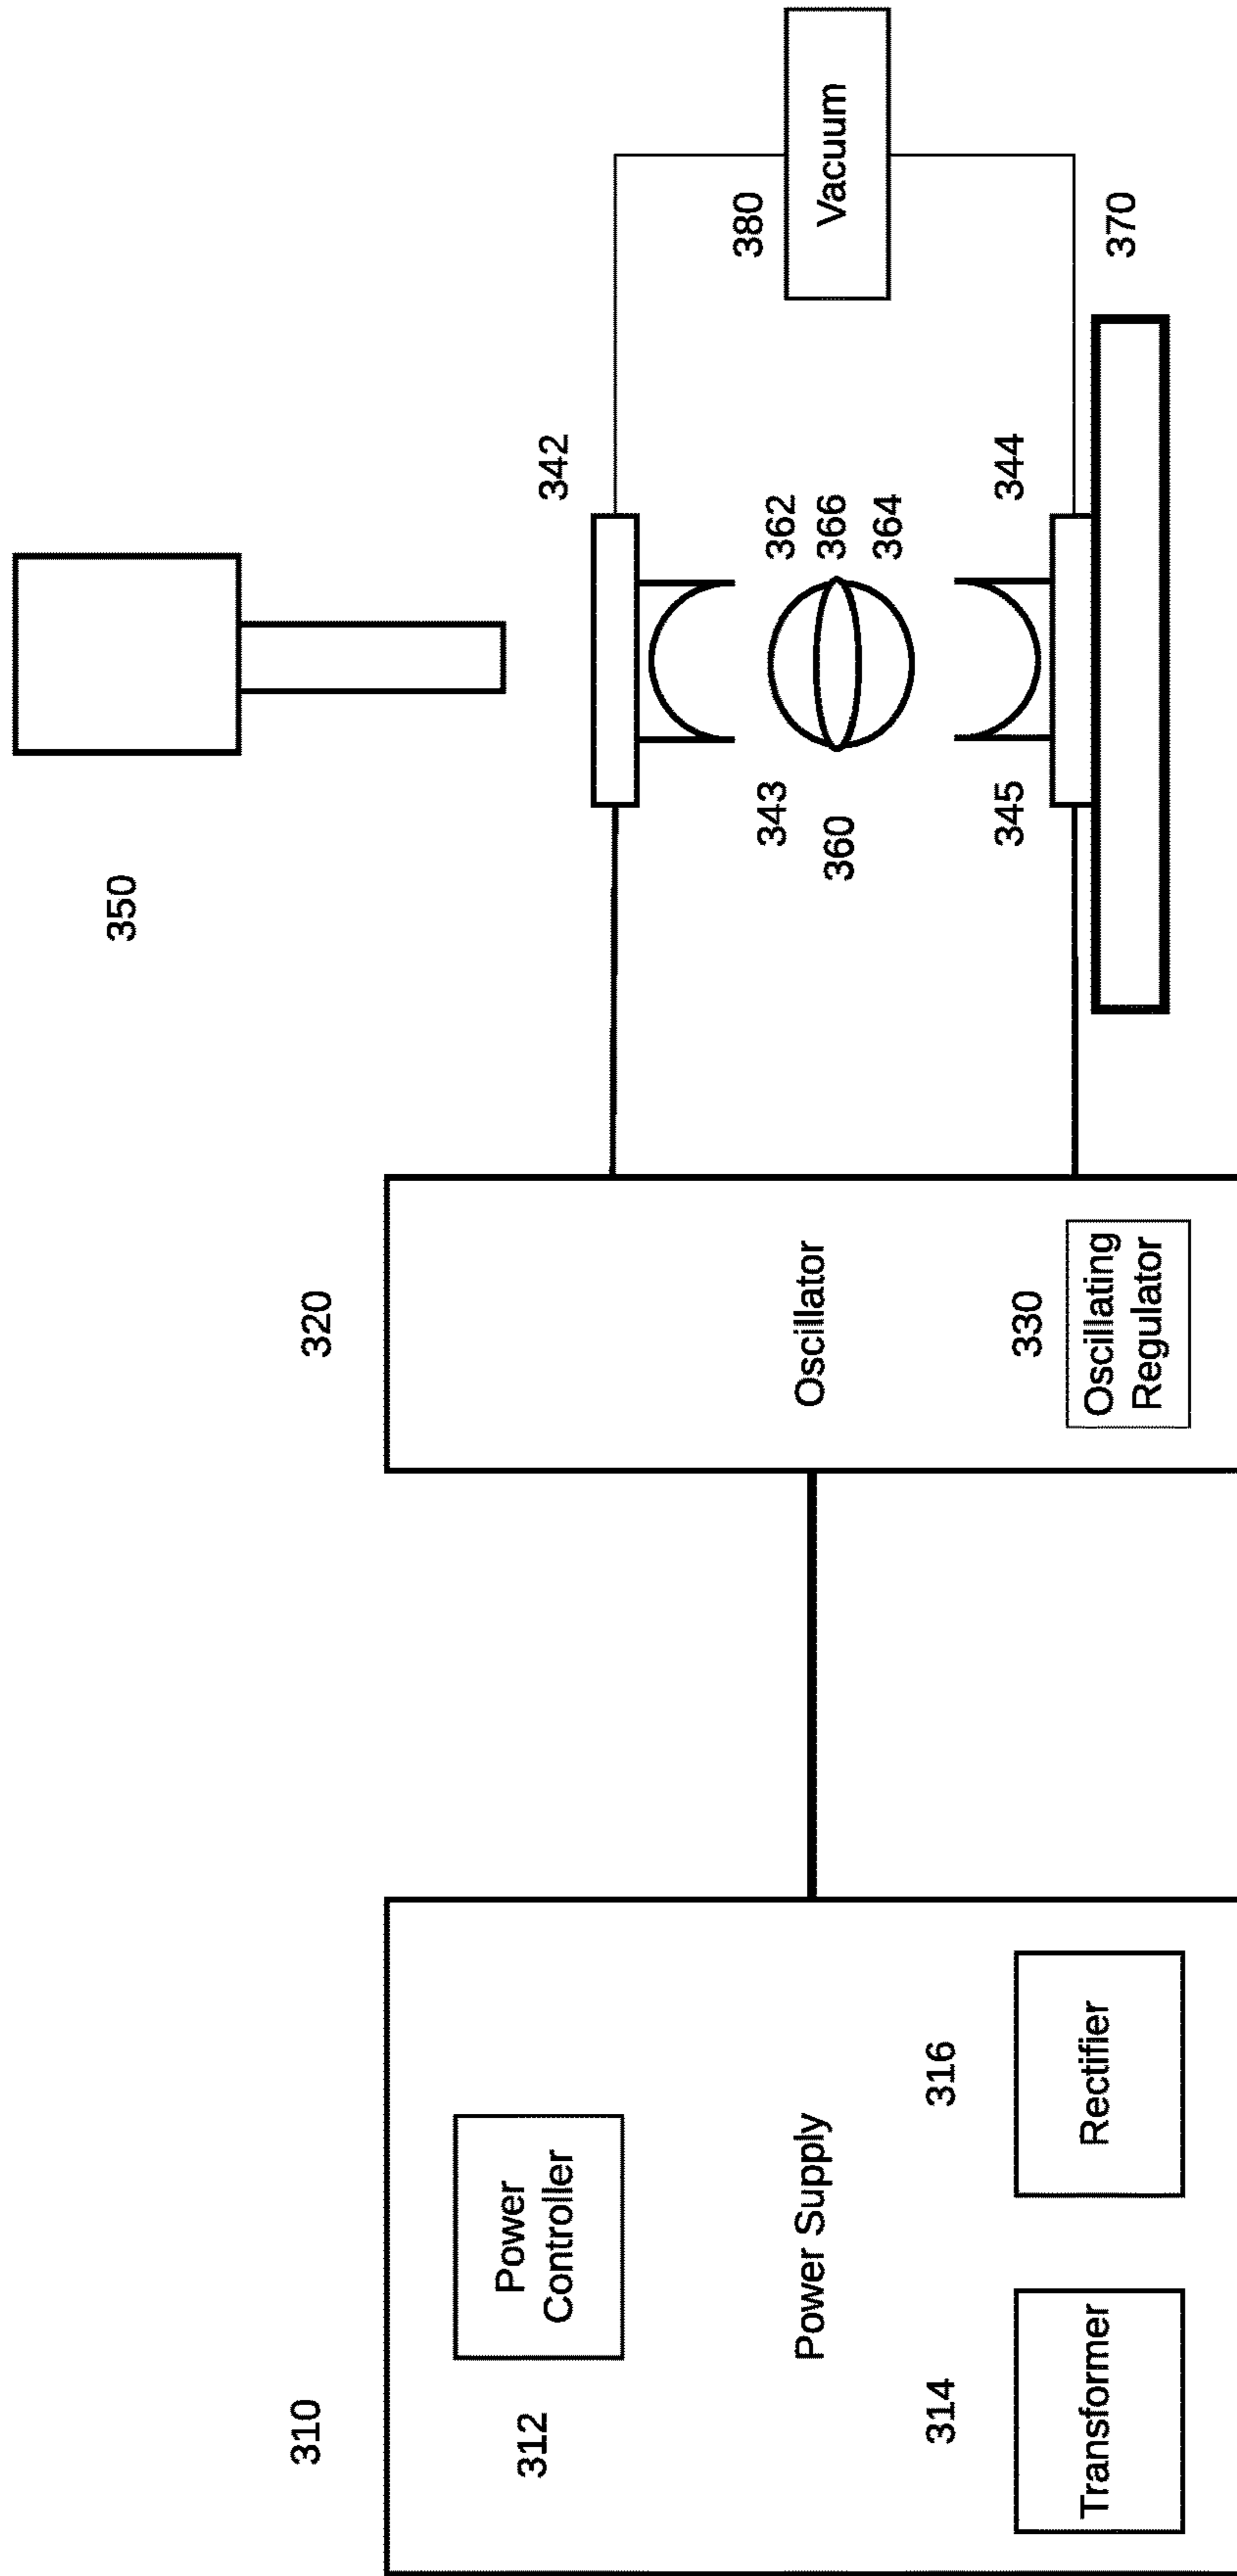 310
312
Power
Controller
Power Supply
314
Transformer
316
Rectifier
320
Oscillator
330
Oscillating
Regulator
350
342
343
360
362
366
364
345
344
380
Vacuum
370